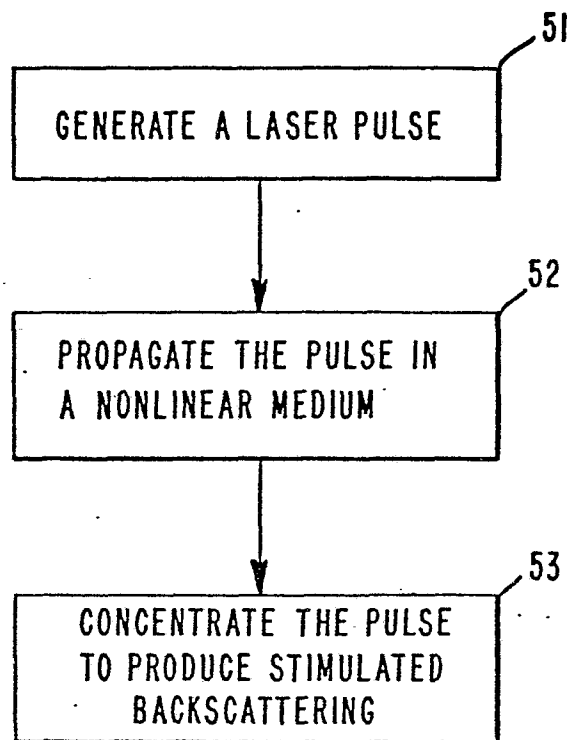 51
GENERATE A LASER PULSE
52
PROPAGATE THE PULSE IN
A NONLINEAR MEDIUM
53
CONCENTRATE THE PULSE
TO PRODUCE STIMULATED
BACKSCATTERING